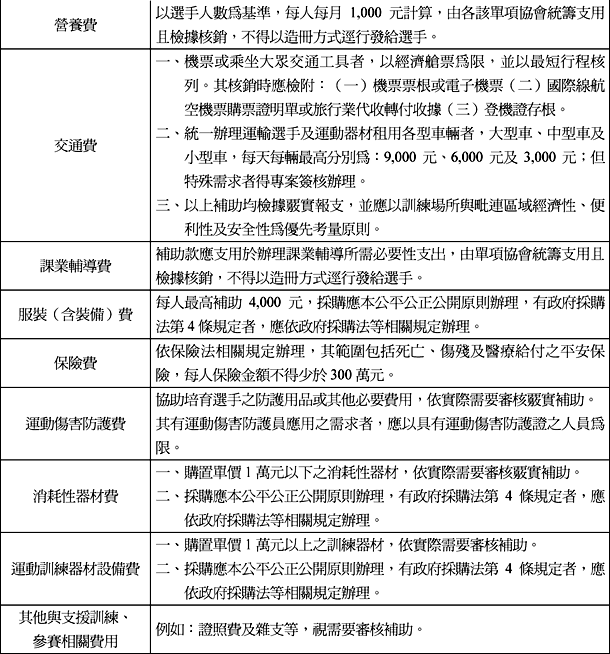 營養費
以選手人數為基準，每人每月 1,000 元計算，由各該單項協會統籌支用
且檢據核銷，不得以造冊方式逕行發給選手。
交通費
一、機票或乘坐大眾交通工具者，以經濟艙票為限，並以最短行程核
列。其核銷時應檢附：（一）機票票根或電子機票（二）國際線航
空機票購票證明單或旅行業代收轉付收據（三）登機證存根。
二、統一辦理運輸選手及運動器材租用各型車輛者，大型車、中型車及
小型車，每天每輛最高分別為：9,000 元、6,000 元及 3,000 元；但
特殊需求者得專案簽核辦理。
三、以上補助均檢據覈實報支，並應以訓練場所與毗連區域經濟性、便
利性及安全性為優先考量原則。
課業輔導費
補助款應支用於辦理課業輔導所需必要性支出，由單項協會統籌支用且
檢據核銷，不得以造冊方式逕行發給選手。
服裝（含裝備）費
每人最高補助 4,000 元，採購應本公平公正公開原則辦理，有政府採購
法第 4 條規定者，應依政府採購法等相關規定辦理。
保險費
依保險法相關規定辦理，其範圍包括死亡、傷殘及醫療給付之平安保
險，每人保險金額不得少於 300 萬元。
運動傷害防護費
協助培育選手之防護用品或其他必要費用，依實際需要審核覈實補助。
其有運動傷害防護員應用之需求者，應以具有運動傷害防護證之人員為
限。
消耗性器材費
一、購置單價 1 萬元以下之消耗性器材，依實際需要審核覈實補助。
二、採購應本公平公正公開原則辦理，有政府採購法第 4 條規定者，應
依政府採購法等相關規定辦理。
運動訓練器材設備費
一、購置單價 1 萬元以上之訓練器材，依實際需要審核補助。
二、採購應本公平公正公開原則辦理，有政府採購法第 4 條規定者，應
依政府採購法等相關規定辦理。
其他與支援訓練、
參賽相關費用
例如：證照費及雜支等，視需要審核補助。